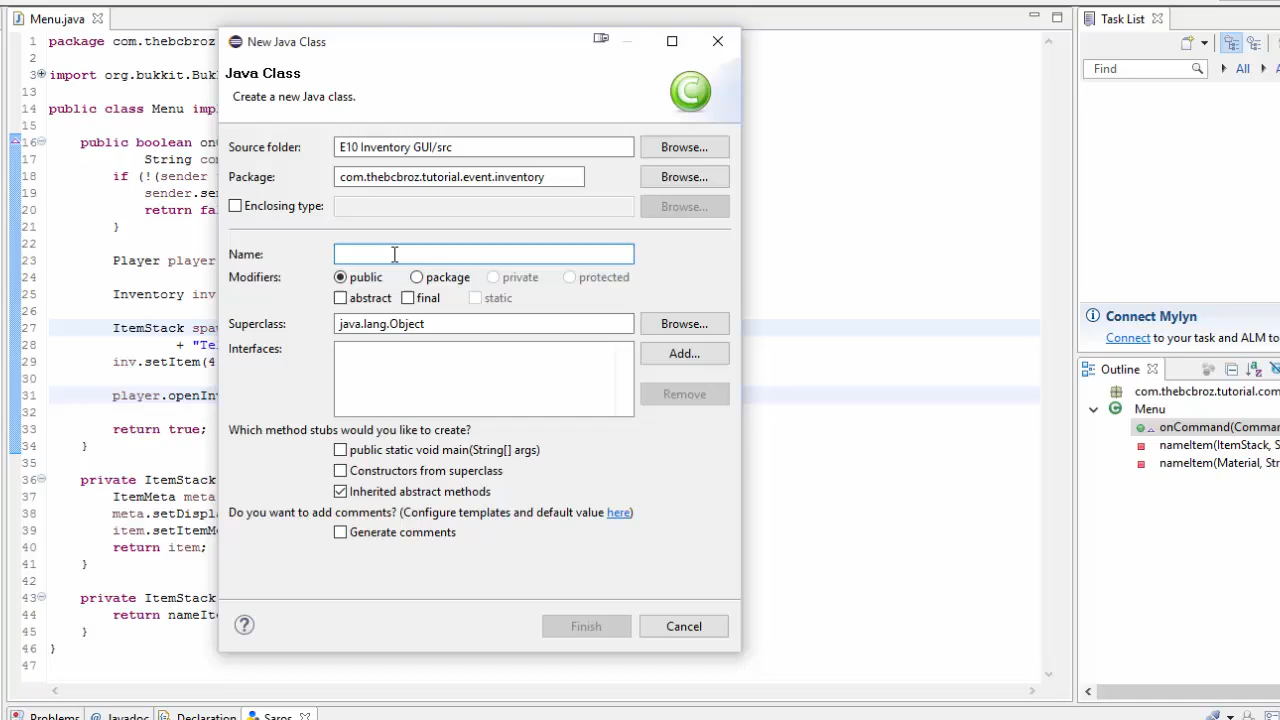 Menu.java
Task List
New Java Class
Java Class
Create a new Java class.
Source folder:
E10 Inventory GUI/src
Browse...
Package:
com.thebcbroz.tutorial.event.inventory
Browse...
Enclosing type:
Browse...
Name:
Modifiers:
public
package
private
protected
abstract
final
static
Superclass:
java.lang.Object
Browse...
Interfaces:
Add...
Remove
Which method stubs would you like to create?
public static void main(String[] args)
Constructors from superclass
Inherited abstract methods
Do you want to add comments? (Configure templates and default value here)
Generate comments
?
Finish
Cancel
1 package com.thebcbroz
2
3 import org.bukkit.Buk
13
14 public class Menu imp
15
16 public boolean on
17 String co
18 if (!(sender
19 sender.se
20 return fa
21 }
22
23 Player player
24
25 Inventory inv
26
27 ItemStack spa
28 + "Te
29 inv.setItem(4
30
31 player.openIn
32
33 return true;
34 }
35
36 private ItemStack
37 ItemMeta meta
38 meta.setDispl
39 item.setItemM
40 return item;
41 }
42
43 private ItemStack
44 return nameIt
45 }
46 }
47
Find
All
Connect Mylyn
Connect to your task and ALM to
Outline
com.thebcbroz.tutorial.com
Menu
onCommand(Comman
nameItem(ItemStack, S
nameItem(Material, Str
Problems
@ Javadoc
Declaration
Saros